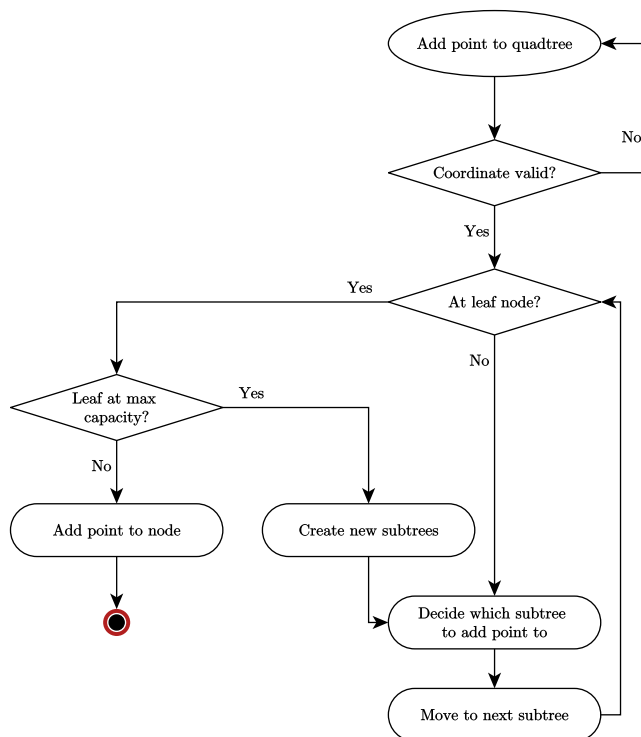 Add point to quadtree
No
Coordinate valid?
Yes
Yes
At leaf node?
No
Leaf at max
capacity?
Yes
No
Add point to node
Create new subtrees
Decide which subtree
to add point to
Move to next subtree